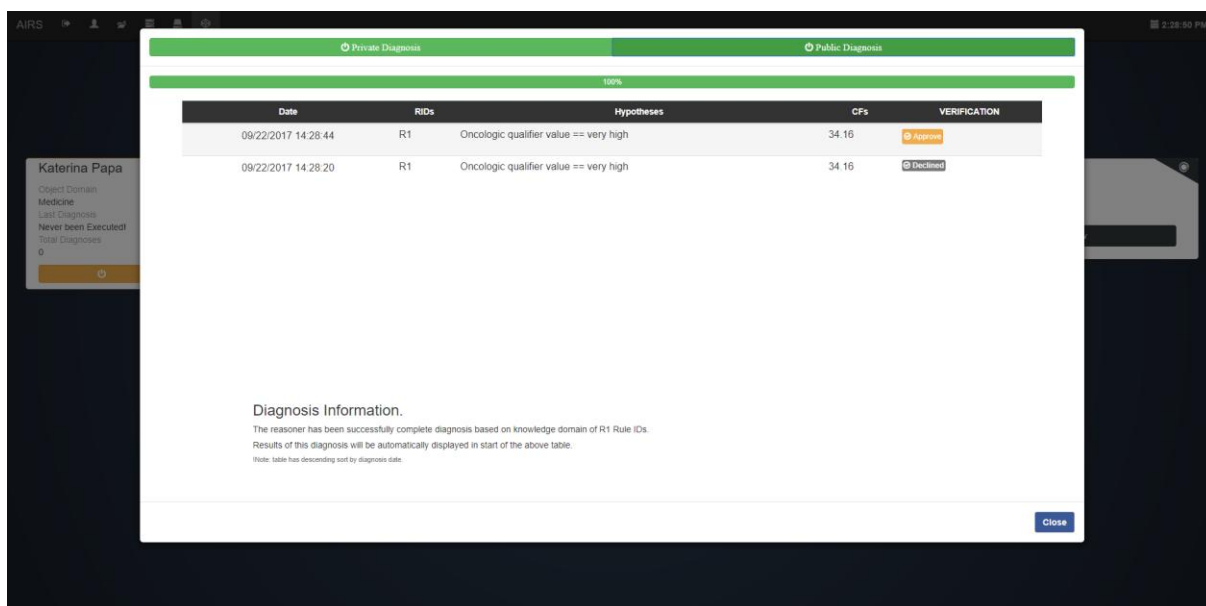 AIRS
2:28:50 PM
Private Diagnosis
Public Diagnosis
100%
Date RIDs Hypotheses CFs VERIFICATION
09/22/2017 14:28:44 R1 Oncologic qualifier value == very high 34.16 Approve
09/22/2017 14:28:20 R1 Oncologic qualifier value == very high 34.16 Declined
Katerina Papa
Object Domain
Medicine
Last Diagnosis
Never been Executed!
Total Diagnoses
0
Diagnosis Information.
The reasoner has been successfully complete diagnosis based on knowledge domain of R1 Rule IDs.
Results of this diagnosis will be automatically displayed in start of the above table.
!Note: table has descending sort by diagnosis date.
Close